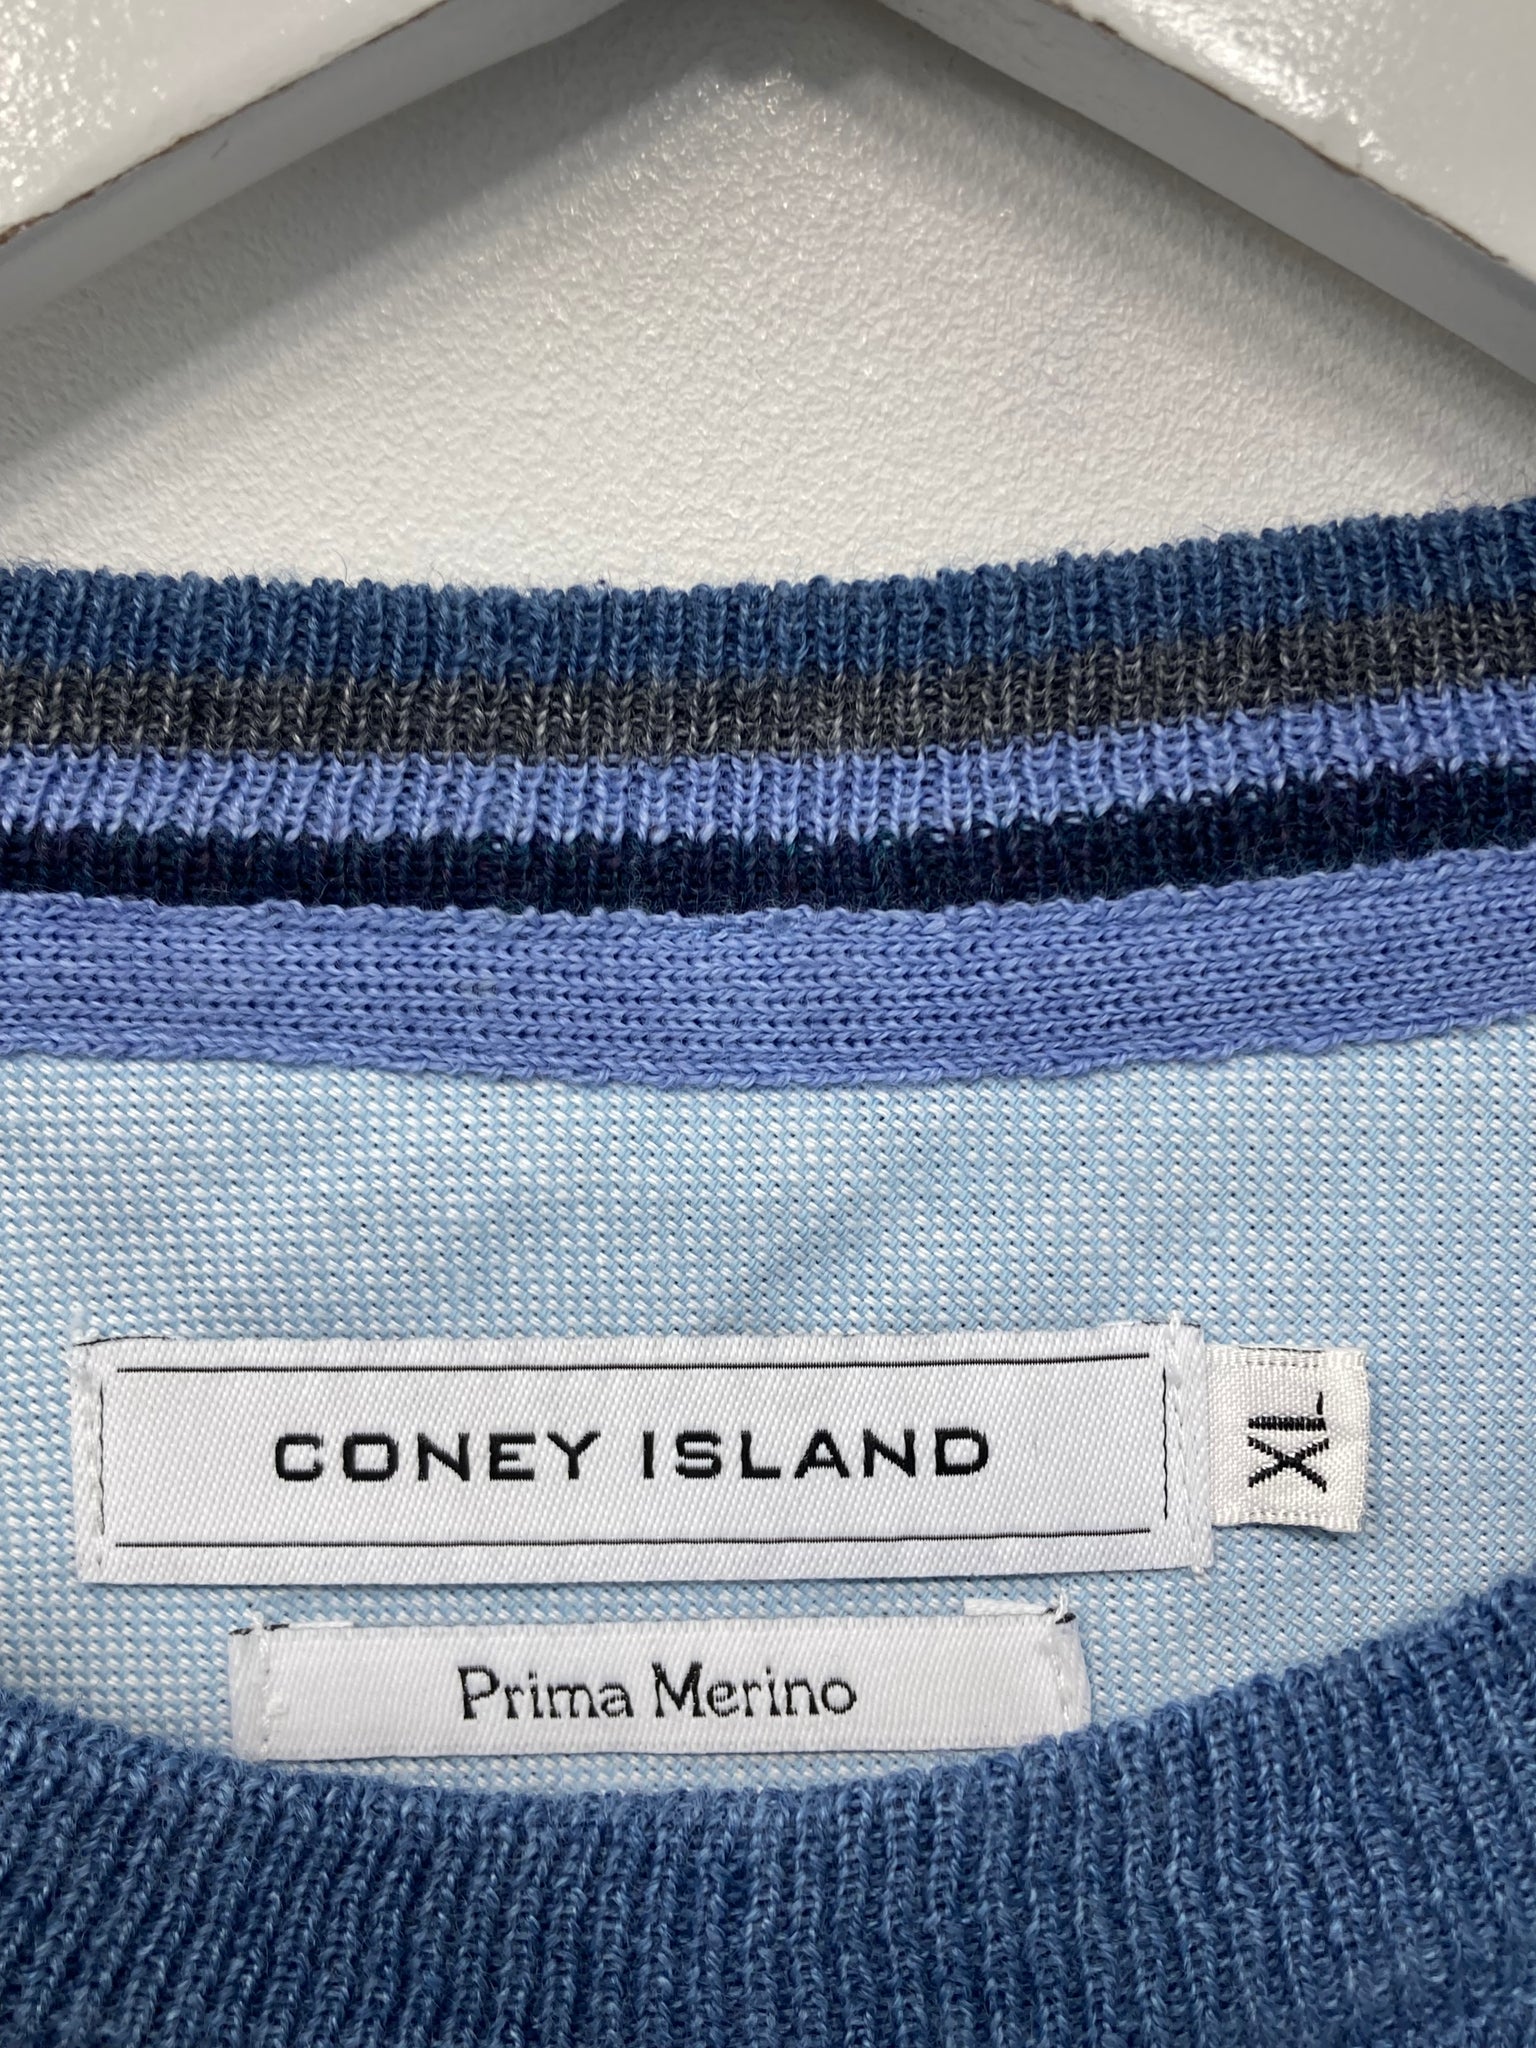 CONEY ISLAND
XL
Prima Merino